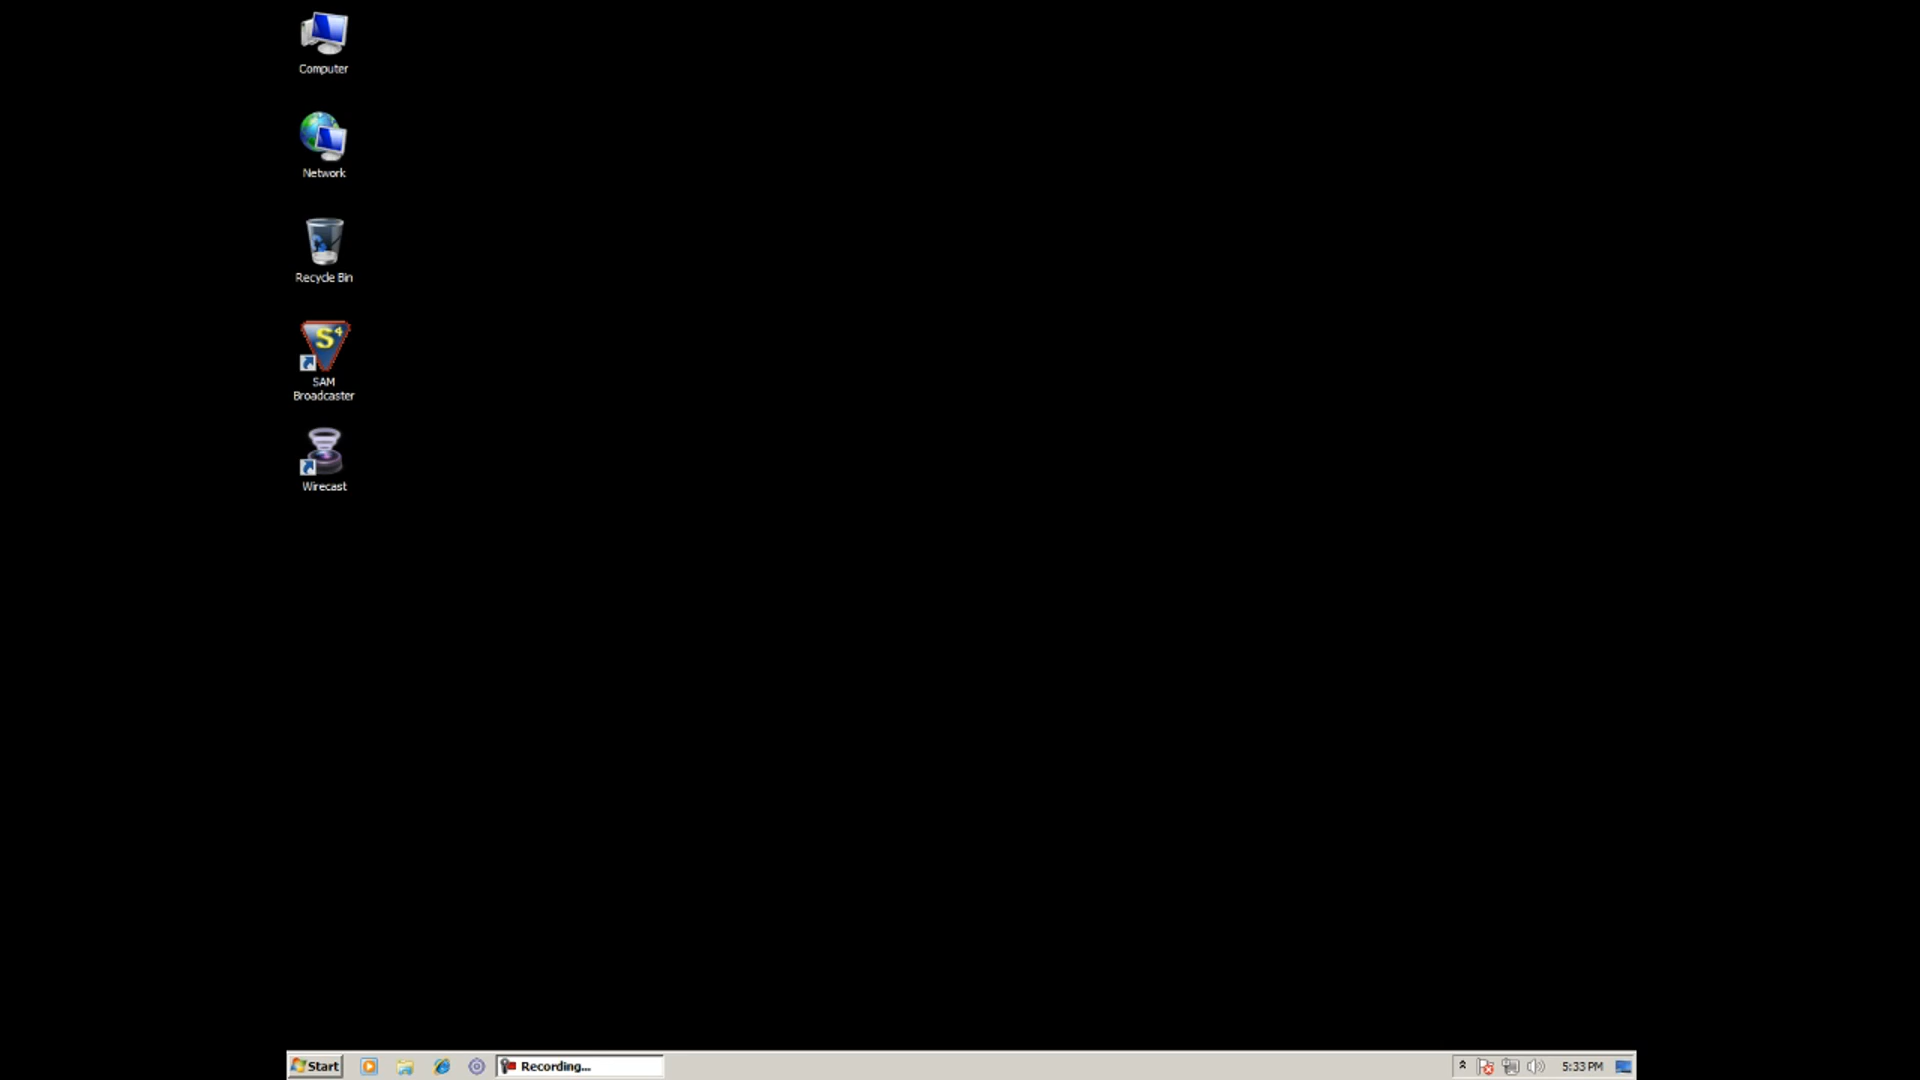 Computer
Network
Recycle Bin
S4
SAM
Broadcaster
Wirecast
Start
Recording...
5:33 PM